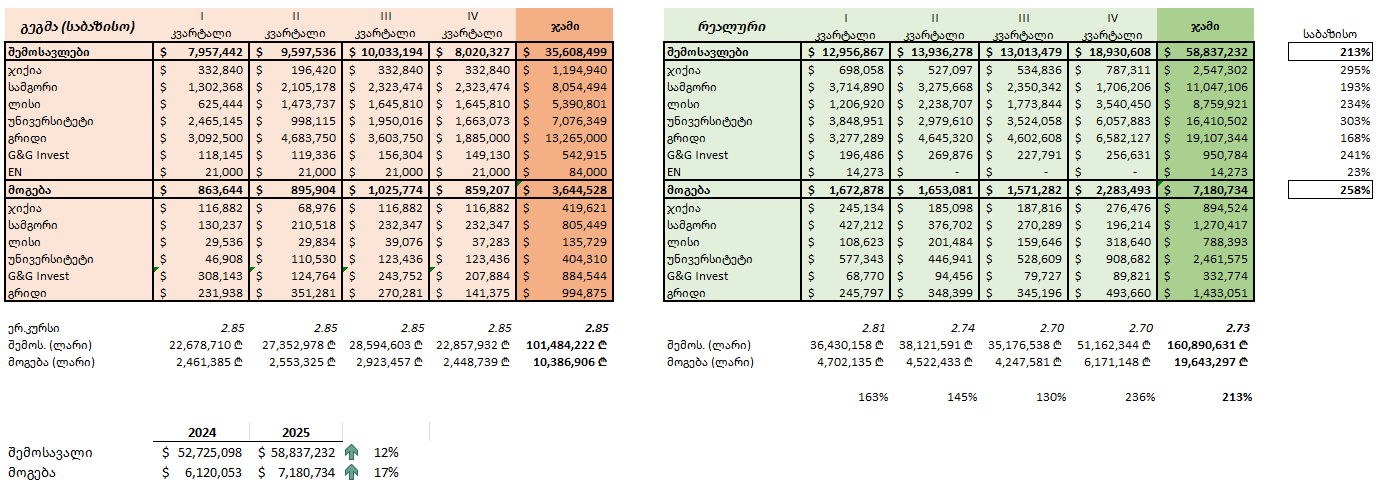 გეგმა (საბაზისო) I კვარტალი II კვარტალი III კვარტალი IV კვარტალი ჯამი
შემოსავლები $ 7,957,442 $ 9,597,536 $ 10,033,194 $ 8,020,327 $ 35,608,499
ჯიქია $ 332,840 $ 196,420 $ 332,840 $ 332,840 $ 1,194,940
სამგორი $ 1,302,368 $ 2,105,178 $ 2,323,474 $ 2,323,474 $ 8,054,494
ლისი $ 625,444 $ 1,473,737 $ 1,645,810 $ 1,645,810 $ 5,390,801
უნივერსიტეტი $ 2,465,145 $ 998,115 $ 1,950,016 $ 1,663,073 $ 7,076,349
გრიდი $ 3,092,500 $ 4,683,750 $ 3,603,750 $ 1,885,000 $ 13,265,000
G&G Invest $ 118,145 $ 119,336 $ 156,304 $ 149,130 $ 542,915
EN $ 21,000 $ 21,000 $ 21,000 $ 21,000 $ 84,000
მოგება $ 863,644 $ 895,904 $ 1,025,774 $ 859,207 $ 3,644,528
ჯიქია $ 116,882 $ 68,976 $ 116,882 $ 116,882 $ 419,621
სამგორი $ 130,237 $ 210,518 $ 232,347 $ 232,347 $ 805,449
ლისი $ 29,536 $ 29,834 $ 39,076 $ 37,283 $ 135,729
უნივერსიტეტი $ 46,908 $ 110,530 $ 123,436 $ 123,436 $ 404,310
G&G Invest $ 308,143 $ 124,764 $ 243,752 $ 207,884 $ 884,544
გრიდი $ 231,938 $ 351,281 $ 270,281 $ 141,375 $ 994,875
ერ.კურსი 2.85 2.85 2.85 2.85 2.85
შემოს. (ლარი) 22,678,710 ₾ 27,352,978 ₾ 28,594,603 ₾ 22,857,932 ₾ 101,484,222 ₾
მოგება (ლარი) 2,461,385 ₾ 2,553,325 ₾ 2,923,457 ₾ 2,448,739 ₾ 10,386,906 ₾
რეალური I კვარტალი II კვარტალი III კვარტალი IV კვარტალი ჯამი საბაზისო
შემოსავლები $ 12,956,867 $ 13,936,278 $ 13,013,479 $ 18,930,608 $ 58,837,232 213%
ჯიქია $ 698,058 $ 527,097 $ 534,836 $ 787,311 $ 2,547,302 295%
სამგორი $ 3,714,890 $ 3,275,668 $ 2,350,342 $ 1,706,206 $ 11,047,106 193%
ლისი $ 1,206,920 $ 2,238,707 $ 1,773,844 $ 3,540,450 $ 8,759,921 234%
უნივერსიტეტი $ 3,848,951 $ 2,979,610 $ 3,524,058 $ 6,057,883 $ 16,410,502 303%
გრიდი $ 3,277,289 $ 4,645,320 $ 4,602,608 $ 6,582,127 $ 19,107,344 168%
G&G Invest $ 196,486 $ 269,876 $ 227,791 $ 256,631 $ 950,784 241%
EN $ 14,273 $ - $ - $ - $ 14,273 23%
მოგება $ 1,672,878 $ 1,653,081 $ 1,571,282 $ 2,283,493 $ 7,180,734 258%
ჯიქია $ 245,134 $ 185,098 $ 187,816 $ 276,476 $ 894,524
სამგორი $ 427,212 $ 376,702 $ 270,289 $ 196,214 $ 1,270,417
ლისი $ 108,623 $ 201,484 $ 159,646 $ 318,640 $ 788,393
უნივერსიტეტი $ 577,343 $ 446,941 $ 528,609 $ 908,682 $ 2,461,575
G&G Invest $ 68,770 $ 94,456 $ 79,727 $ 89,821 $ 332,774
გრიდი $ 245,797 $ 348,399 $ 345,196 $ 493,660 $ 1,433,051
2.81 2.74 2.70 2.70 2.73
შემოს. (ლარი) 36,430,158 ₾ 38,121,591 ₾ 35,176,538 ₾ 51,162,344 ₾ 160,890,631 ₾
მოგება (ლარი) 4,702,135 ₾ 4,522,433 ₾ 4,247,581 ₾ 6,171,148 ₾ 19,643,297 ₾
163% 145% 130% 236% 213%
2024 2025
შემოსავალი $ 52,725,098 $ 58,837,232 12%
მოგება $ 6,120,053 $ 7,180,734 17%